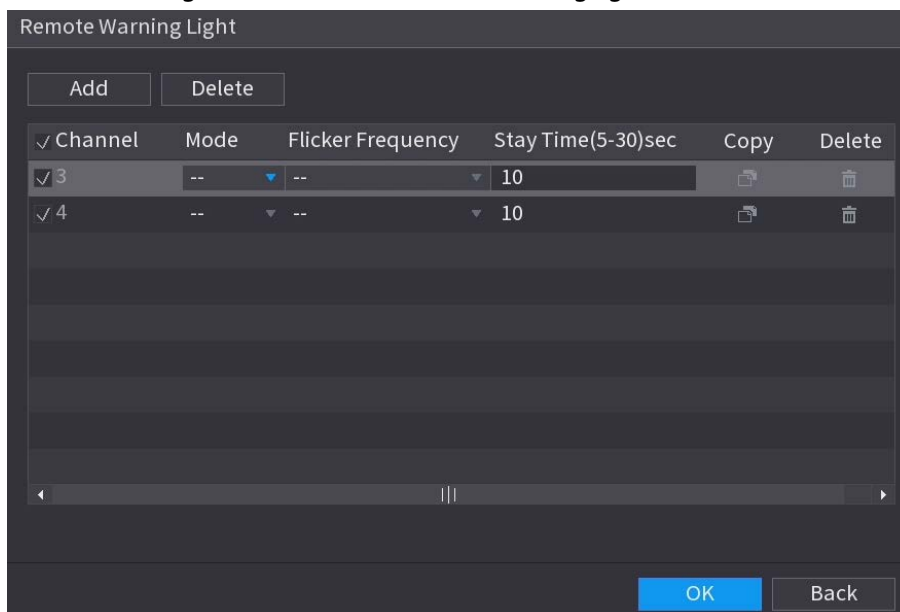 Remote Warning Light
Add Delete
Channel Mode Flicker Frequency Stay Time(5-30)sec Copy Delete
3 -- -- 10
4 -- -- 10
OK Back